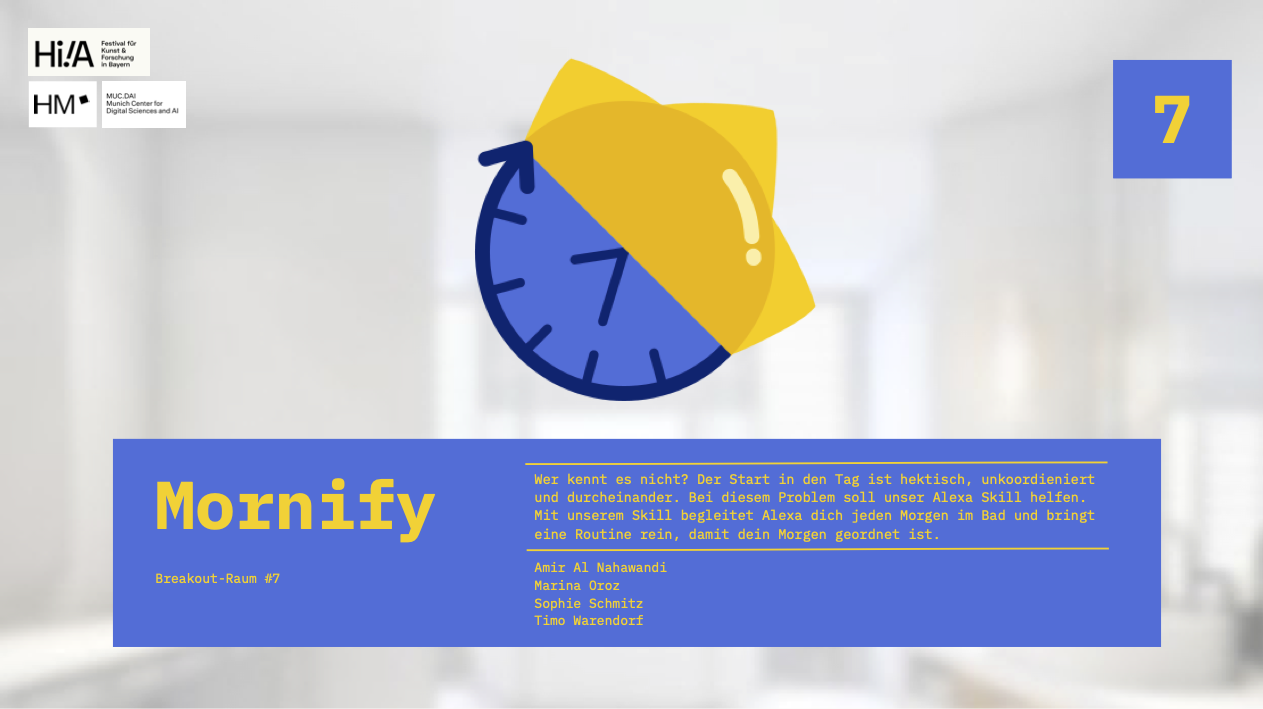 Hi!A
Festival für
Kunst &
Forschung
in Bayern
HM
MUC.DAI
Munich Center for
Digital Sciences and AI
7
Mornify
Breakout-Raum #7
Wer kennt es nicht? Der Start in den Tag ist hektisch, unkoordieniert
und durcheinander. Bei diesem Problem soll unser Alexa Skill helfen.
Mit unserem Skill begleitet Alexa dich jeden Morgen im Bad und bringt
eine Routine rein, damit dein Morgen geordnet ist.
Amir Al Nahawandi
Marina Oroz
Sophie Schmitz
Timo Warendorf